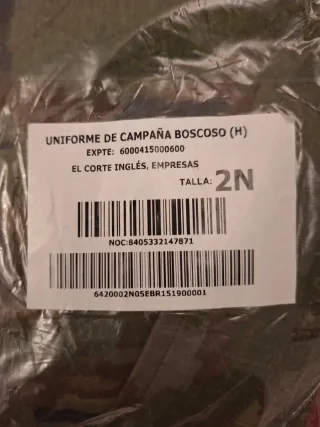 UNIFORME DE CAMPAÑA BOSCOSO (H)
EXPTE: 6000415000600
EL CORTE INGLÉS, EMPRESAS
TALLA: 2N
NOC:8405332147871
6420002N05EBR151900001